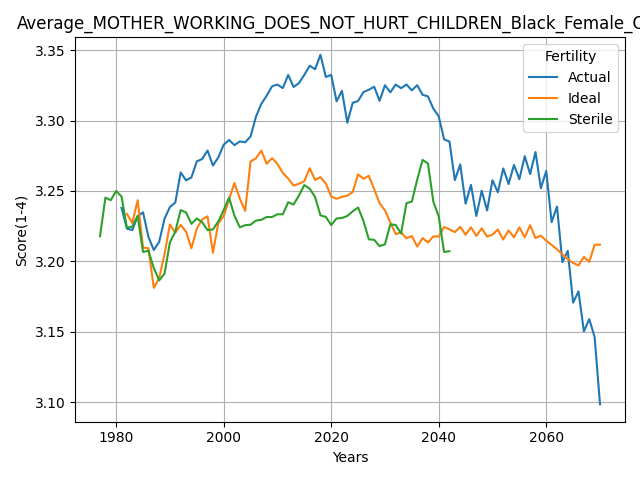 Average_MOTHER_WORKING_DOES_NOT_HURT_CHILDREN_Black_Female_
Fertility
Actual
Ideal
Sterile
Score(1-4)
3.35
3.30
3.25
3.20
3.15
3.10
1980 2000 2020 2040 2060
Years